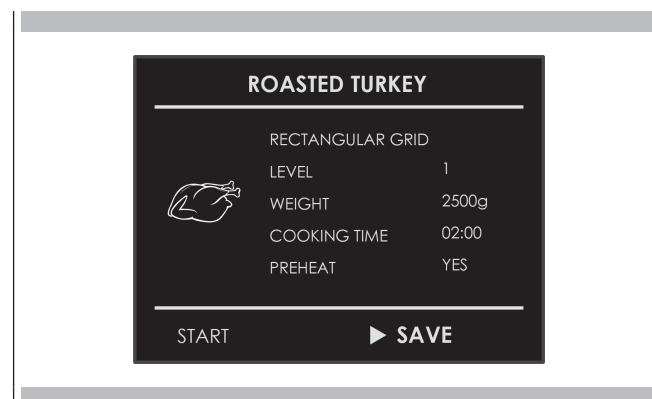 ROASTED TURKEY
RECTANGULAR GRID
LEVEL 1
WEIGHT 2500g
COOKING TIME 02:00
PREHEAT YES
START ▶ SAVE